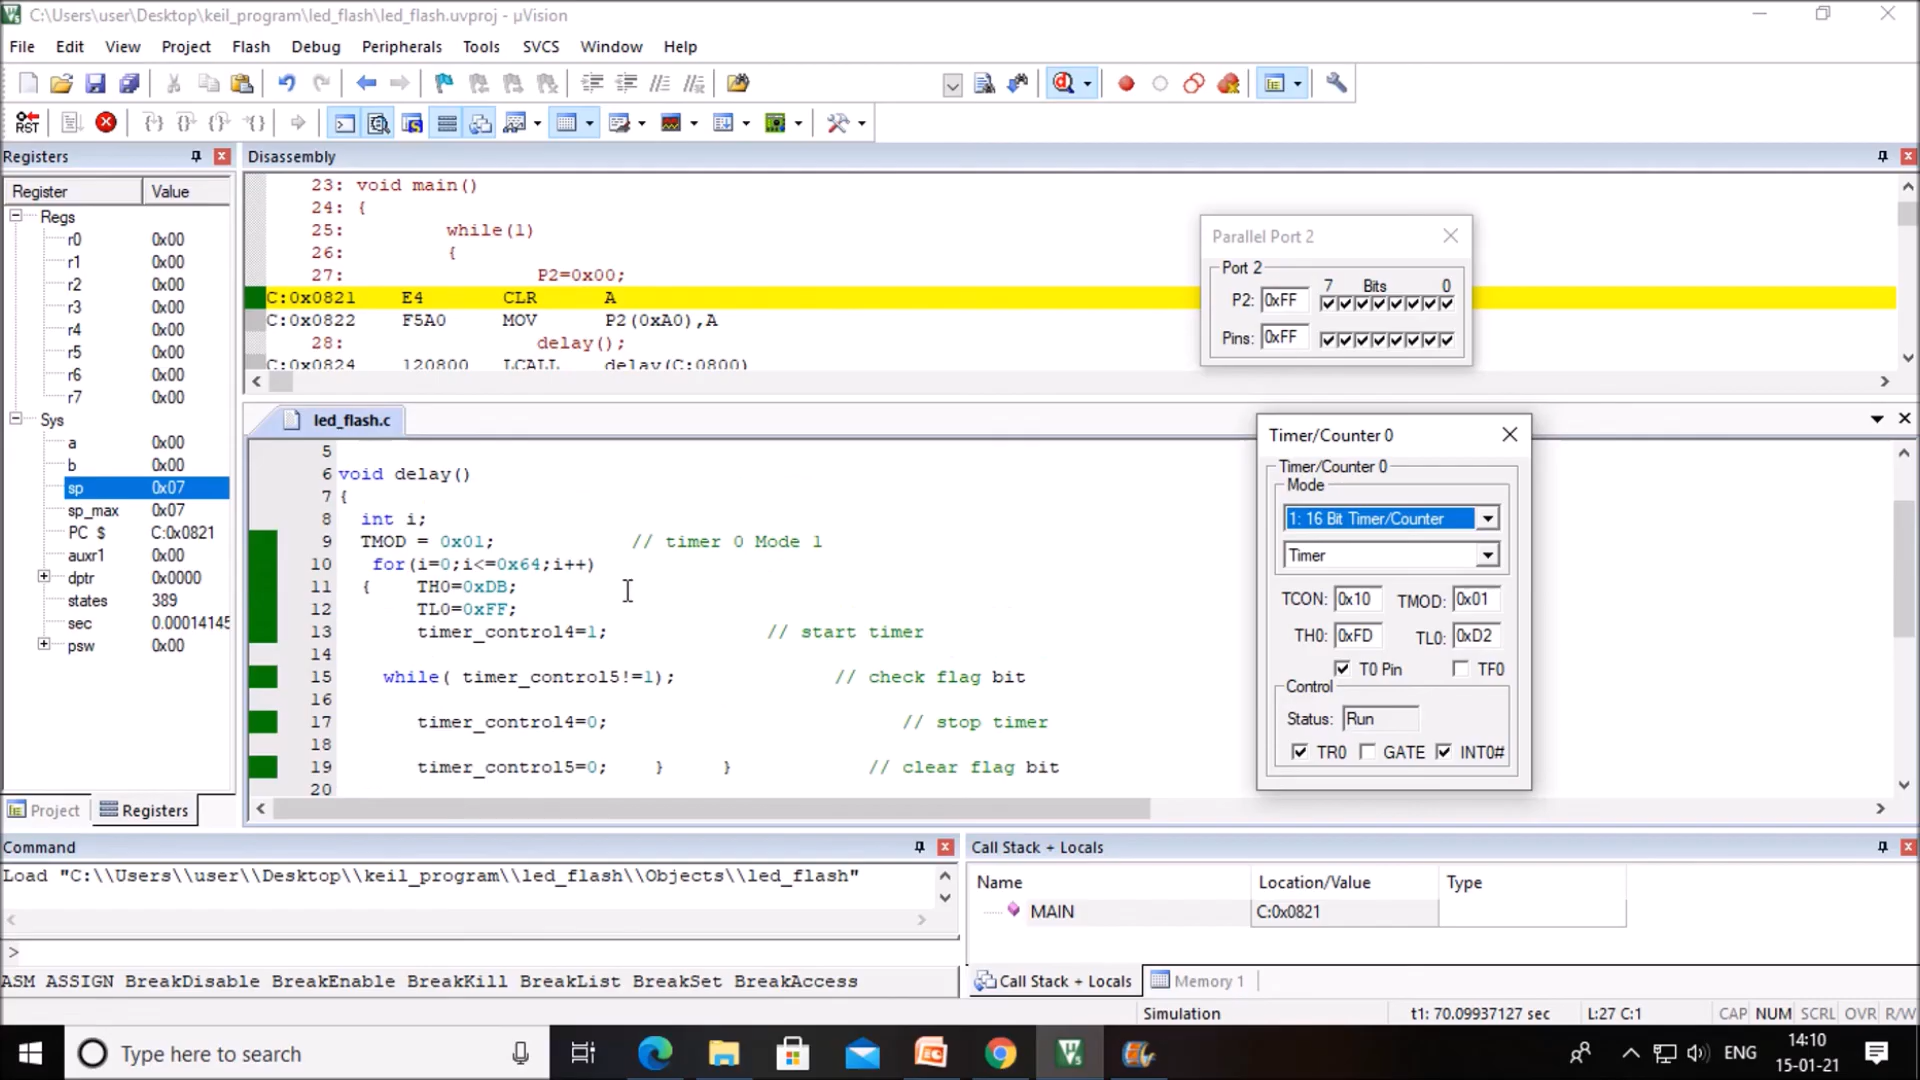 C:\Users\user\Desktop\keil_program\led_flash\led_flash.uvproj - µVision
File Edit View Project Flash Debug Peripherals Tools SVCS Window Help
RST
Registers
Register Value
Regs
r0 0x00
r1 0x00
r2 0x00
r3 0x00
r4 0x00
r5 0x00
r6 0x00
r7 0x00
Sys
a 0x00
b 0x00
sp 0x07
sp_max 0x07
PC $ C:0x0821
auxr1 0x00
dptr 0x0000
states 389
sec 0.00014145
psw 0x00
Project Registers
Disassembly
23: void main()
24: {
25: while(1)
26: {
27: P2=0x00;
C:0x0821 E4 CLR A
C:0x0822 F5A0 MOV P2(0xA0),A
28: delay();
C:0x0824 120800 LCALL delay(C:0800)
Parallel Port 2
Port 2
7 Bits 0
P2: 0xFF
Pins: 0xFF
led_flash.c
5
6 void delay()
7 {
8 int i;
9 TMOD = 0x01; // timer 0 Mode 1
10 for(i=0;i<=0x64;i++)
11 { TH0=0xDB;
12 TL0=0xFF;
13 timer_control4=1; // start timer
14
15 while( timer_control5!=1); // check flag bit
16
17 timer_control4=0; // stop timer
18
19 timer_control5=0; } } // clear flag bit
20
Timer/Counter 0
Timer/Counter 0
Mode
1: 16 Bit Timer/Counter
Timer
TCON: 0x10 TMOD: 0x01
TH0: 0xFD TL0: 0xD2
T0 Pin TF0
Control
Status: Run
TR0 GATE INT0#
Command
Load "C:\\Users\\user\\Desktop\\keil_program\\led_flash\\Objects\\led_flash"
>
ASM ASSIGN BreakDisable BreakEnable BreakKill BreakList BreakSet BreakAccess
Call Stack + Locals
Name Location/Value Type
MAIN C:0x0821
Call Stack + Locals Memory 1
Simulation t1: 70.09937127 sec L:27 C:1 CAP NUM SCRL OVR R/W
Type here to search
ENG
14:10
15-01-21